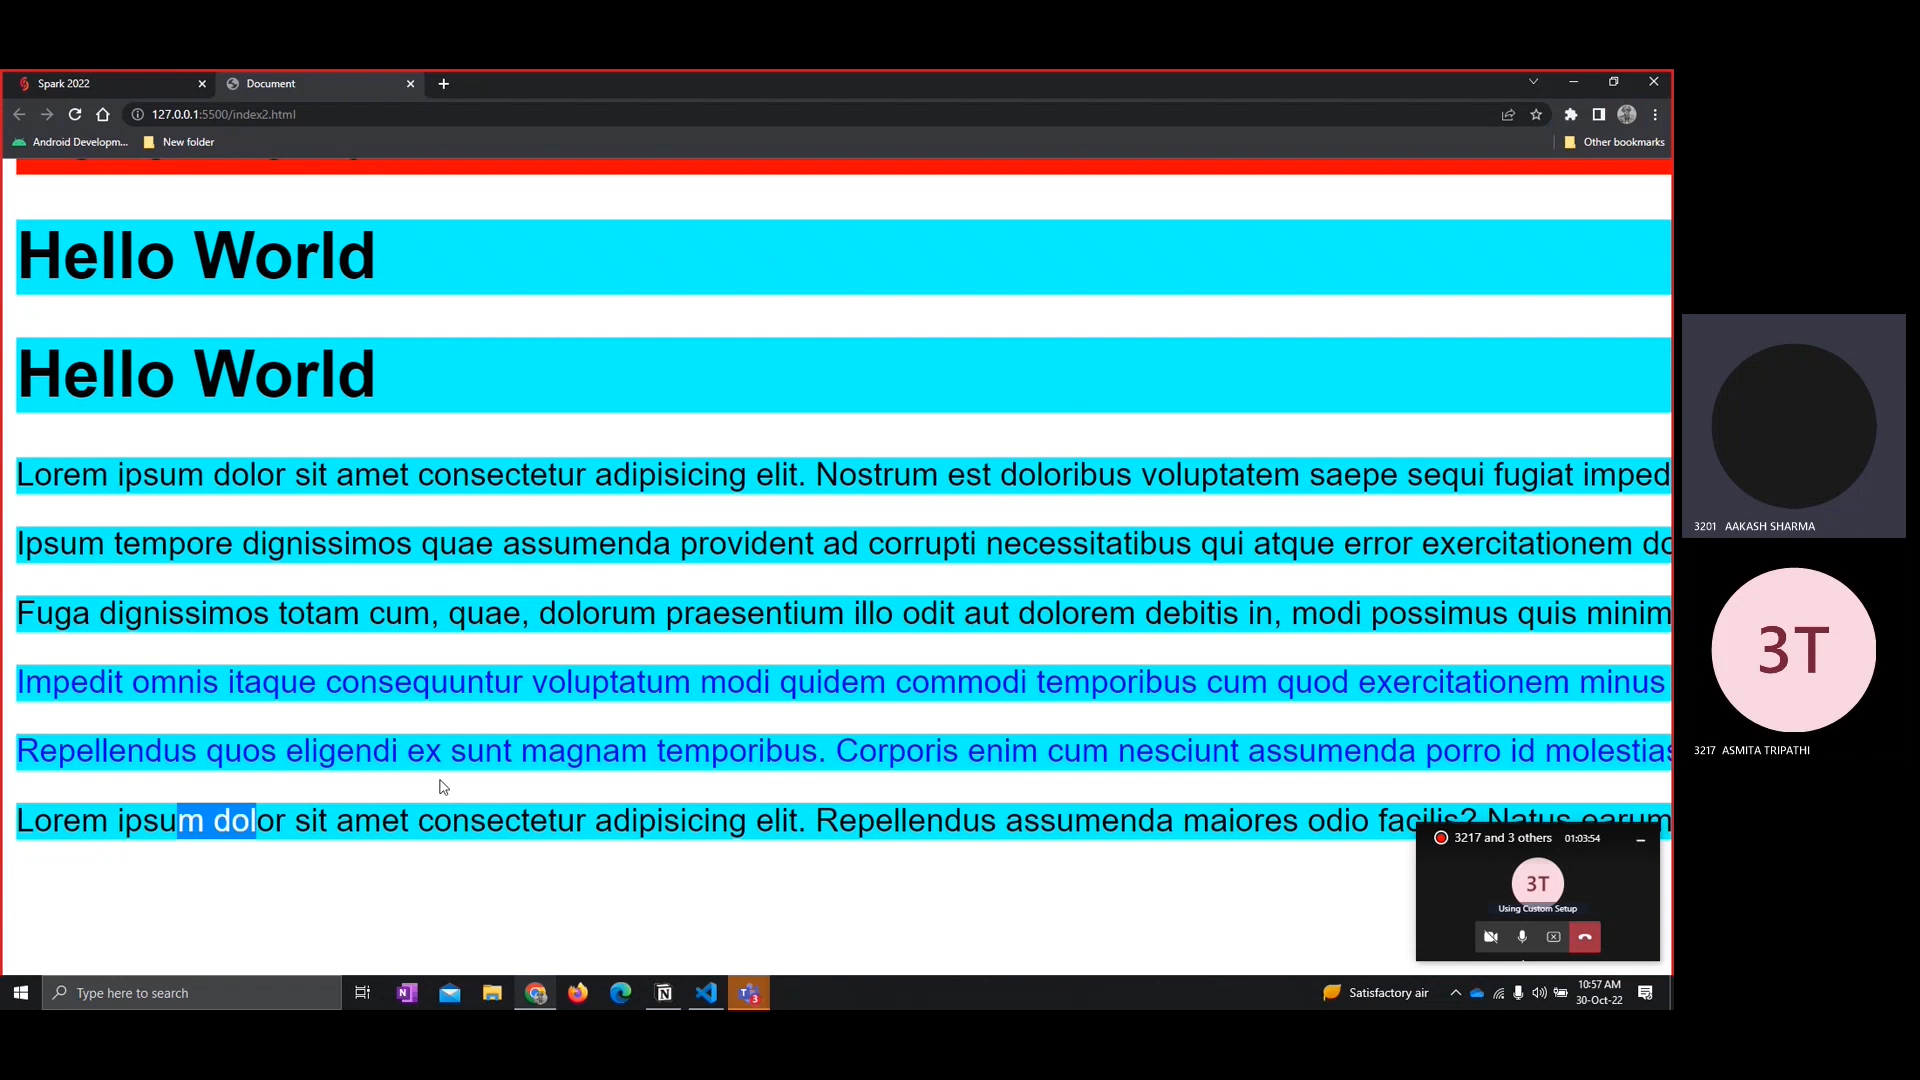 Spark 2022
Document
127.0.0.1:5500/index2.html
Android Developm...
New folder
Other bookmarks
Hello World
Hello World
Lorem ipsum dolor sit amet consectetur adipisicing elit. Nostrum est doloribus voluptatem saepe sequi fugiat imped
Ipsum tempore dignissimos quae assumenda provident ad corrupti necessitatibus qui atque error exercitationem do
Fuga dignissimos totam cum, quae, dolorum praesentium illo odit aut dolorem debitis in, modi possimus quis minim
Impedit omnis itaque consequuntur voluptatum modi quidem commodi temporibus cum quod exercitationem minus
Repellendus quos eligendi ex sunt magnam temporibus. Corporis enim cum nesciunt assumenda porro id molestias
Lorem ipsum dolor sit amet consectetur adipisicing elit. Repellendus assumenda maiores odio facilis? Natus earum
3217 and 3 others 01:03:54
3T
Using Custom Setup
3201 AAKASH SHARMA
3T
3217 ASMITA TRIPATHI
Type here to search
Satisfactory air
10:57 AM
30-Oct-22